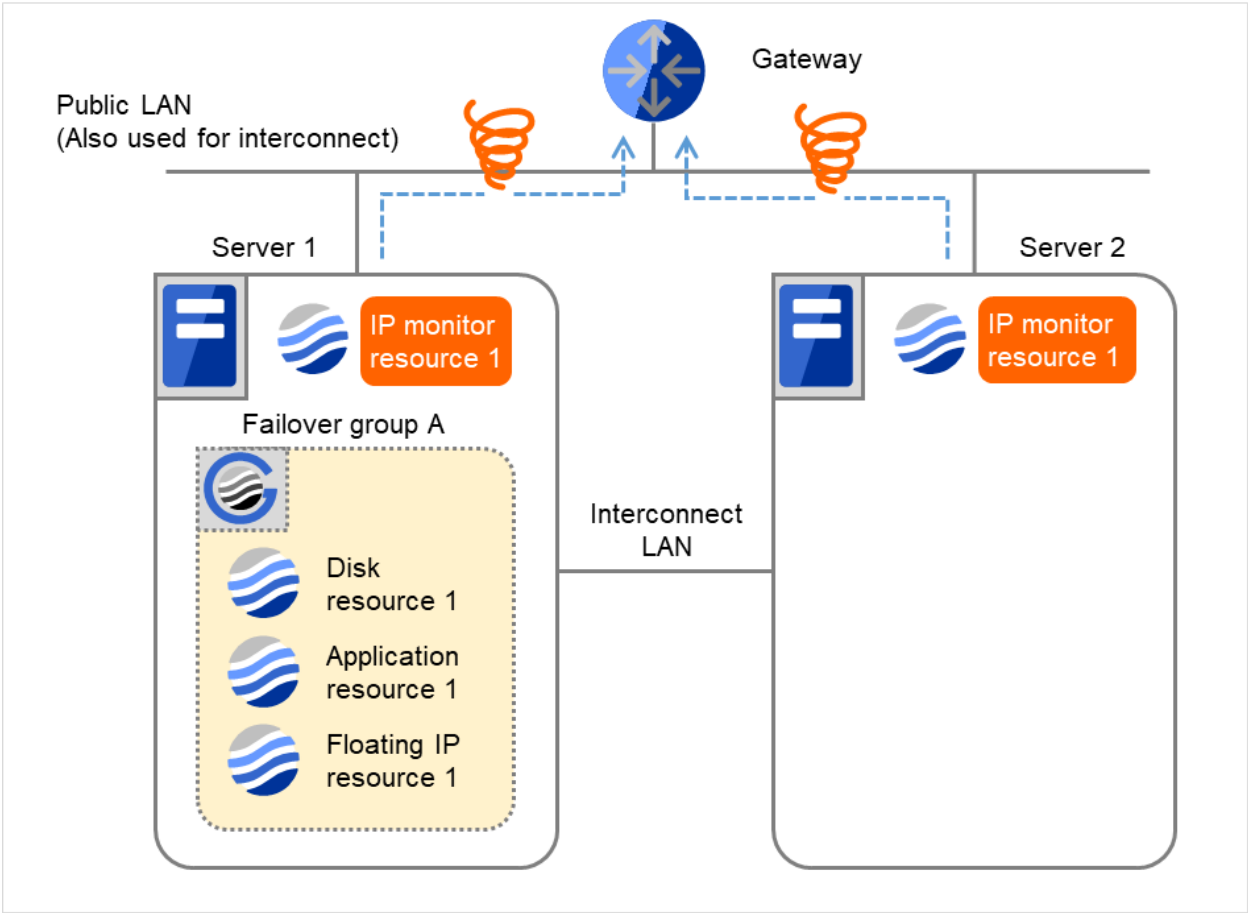 Gateway
Public LAN
(Also used for interconnect)
Server 1
Server 2
IP monitor
resource 1
IP monitor
resource 1
Failover group A
Interconnect
LAN
Disk
resource 1
Application
resource 1
Floating IP
resource 1